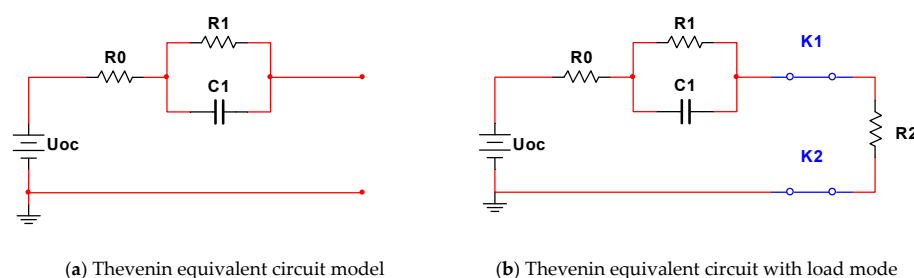 R1
R0
C1
Uoc
R1
R0
C1
Uoc
K1
K2
R2
(a) Thevenin equivalent circuit model
(b) Thevenin equivalent circuit with load mode